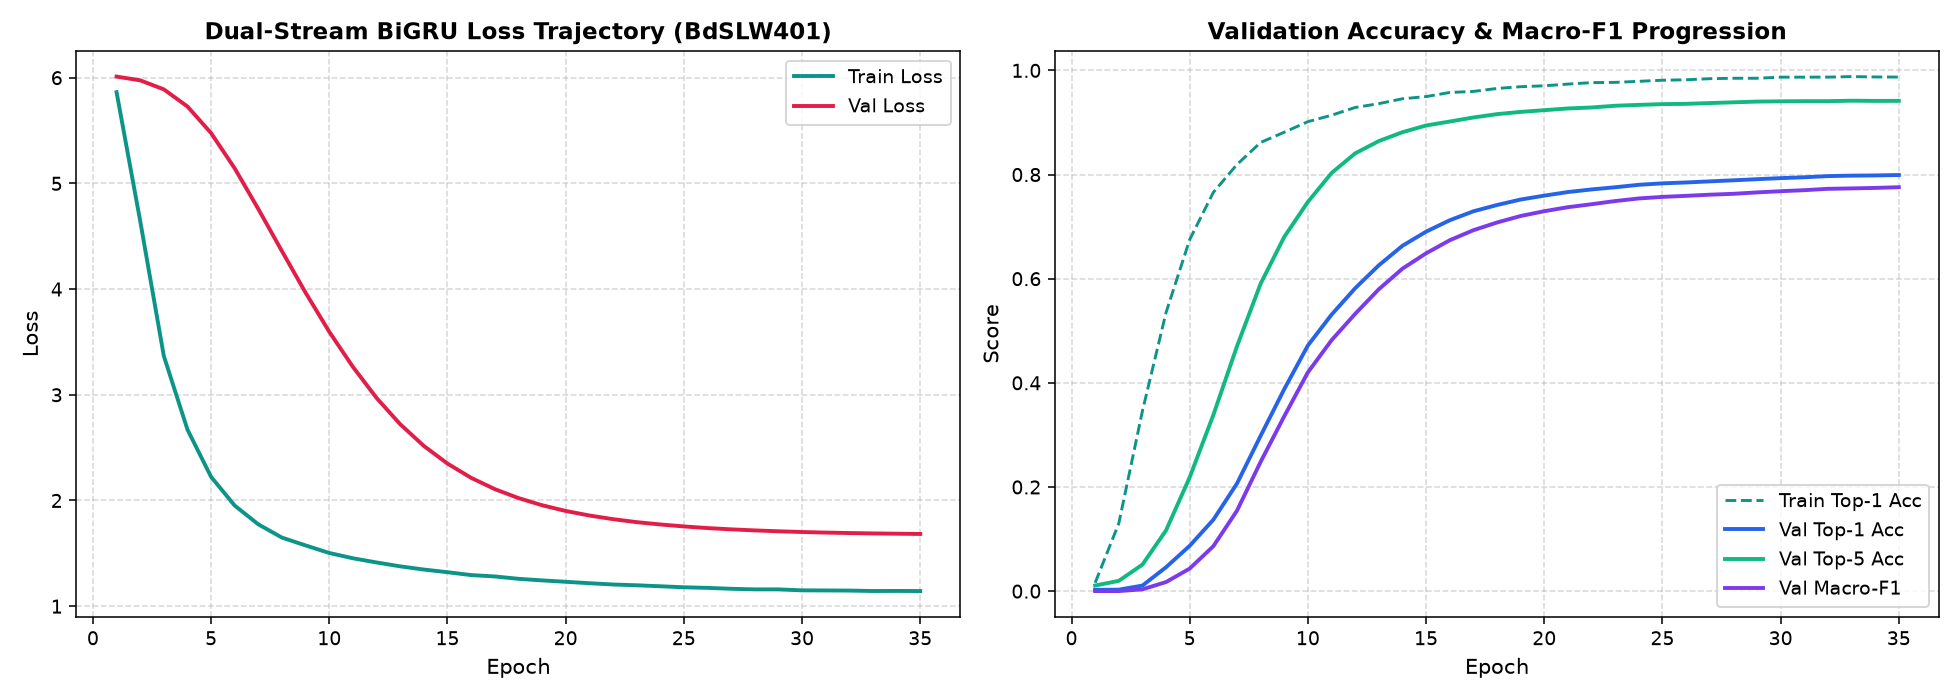 Dual-Stream BiGRU Loss Trajectory (BdSLW401)
Train Loss
Val Loss
6
5
4
3
2
1
Loss
0 5 10 15 20 25 30 35
Epoch
Validation Accuracy & Macro-F1 Progression
1.0
0.8
0.6
0.4
0.2
0.0
Score
Train Top-1 Acc
Val Top-1 Acc
Val Top-5 Acc
Val Macro-F1
0 5 10 15 20 25 30 35
Epoch